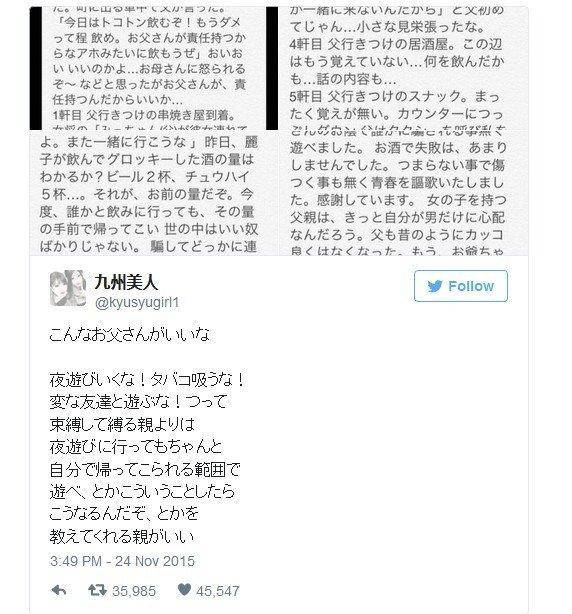 「今日はトコトン飲むぞ！もうダメ
って程 飲め。お父さんが責任持つか
らなアホみたいに飲もうぜ」おいお
い いいのかよ…お母さんに怒られる
ぞ〜 などと思ったがお父さんが、責
任持つんだからいいか…
1軒目 父行きつけの串焼き屋到着。
よ。また一緒に行こうな 」昨日、麗
子が飲んでグロッキーした酒の量は
わかるか？ビール２杯、チュウハイ
５杯…。それが、お前の量だぞ。今
度、誰かと飲みに行っても、その量
の手前で帰ってこい 世の中はいい奴
ばかりじゃない。 騙してどっかに連
か一緒に来ないんだから」と父初め
てじゃん…小さな見栄張ったな。
4軒目 父行きつけの居酒屋。この辺
はもう覚えていない…何を飲んだか
も…話の内容も…
5軒目 父行きつけのスナック。まっ
たく覚えが無い。カウンターにつっ
遊べました。 お酒で失敗は、あまり
しませんでした。つまらない事で傷
つく事も無く青春を謳歌いたしまし
た。感謝しています。 女の子を持つ
父親は、きっと自分が男だけに心配
なんだろう。父も昔のようにカッコ
良くはなくなった。もう、お爺ちゃ
九州美人
@kyusyugirl1
Follow
こんなお父さんがいいな
夜遊びいくな！タバコ吸うな！
変な友達と遊ぶな！つって
束縛して縛る親よりは
夜遊びに行ってもちゃんと
自分で帰ってこられる範囲で
遊べ、とかこういうことしたら
こうなるんだぞ、とかを
教えてくれる親がいい
3:49 PM - 24 Nov 2015
35,985
45,547